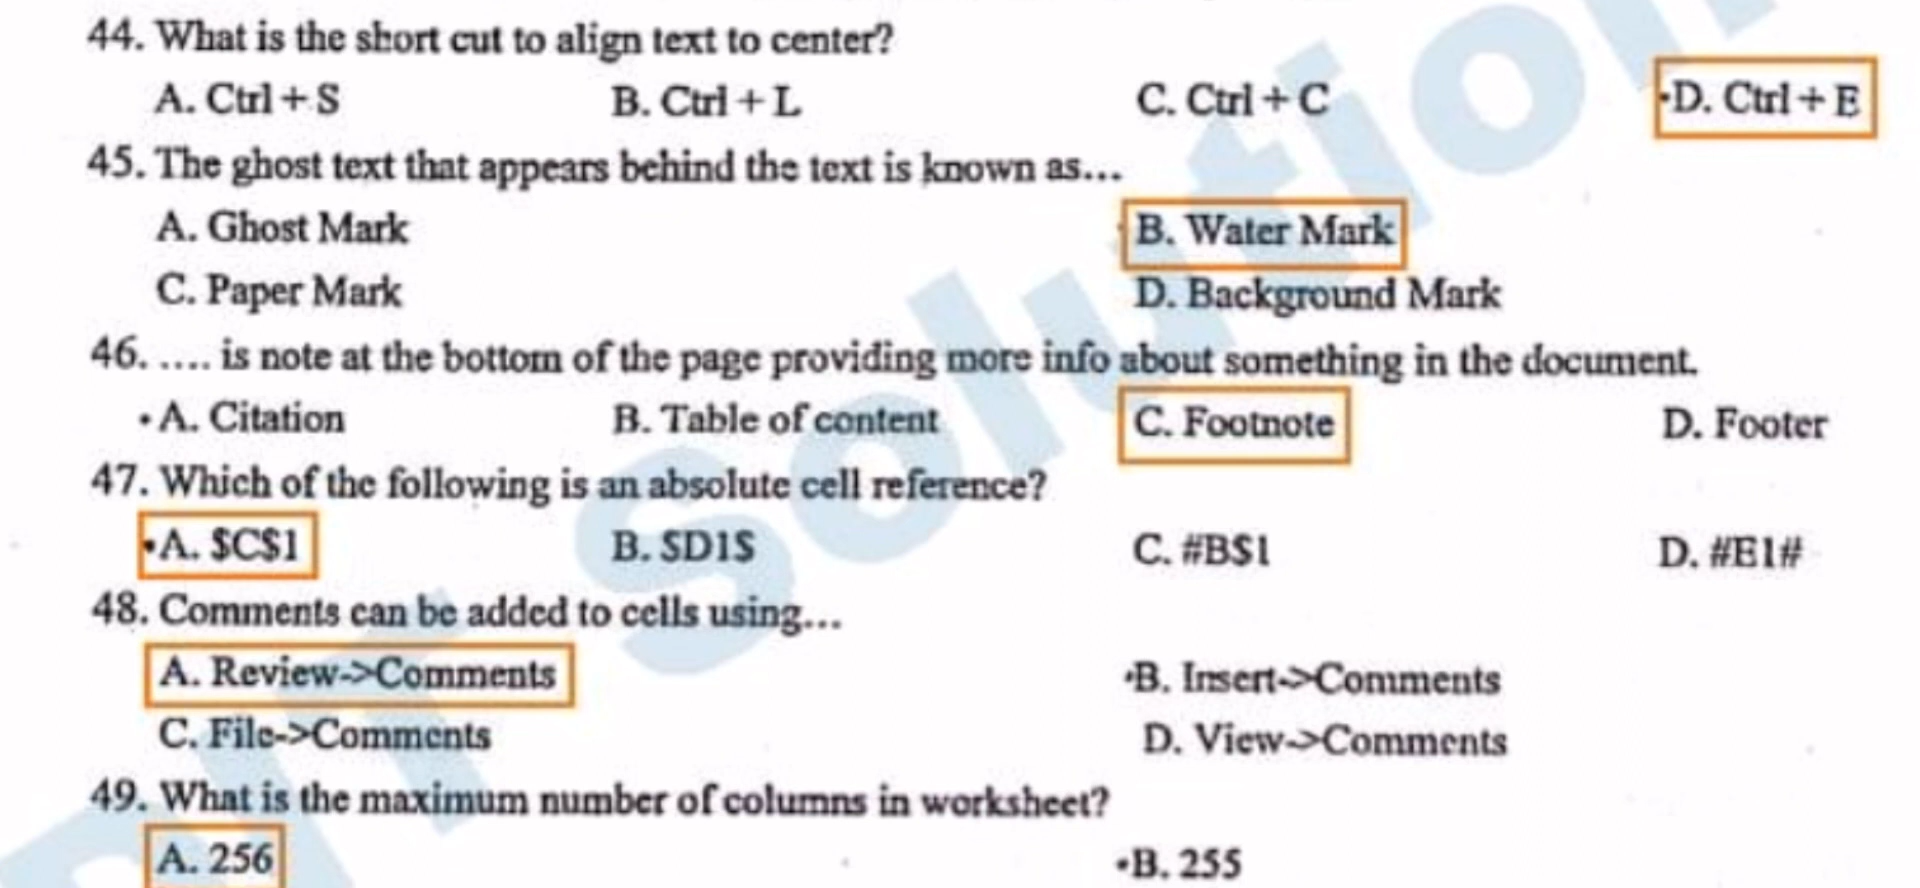 44. What is the short cut to align text to center?
A. Ctrl + S B. Ctrl + L C. Ctrl + C D. Ctrl + E
45. The ghost text that appears behind the text is known as...
A. Ghost Mark B. Water Mark
C. Paper Mark D. Background Mark
46. .... is note at the bottom of the page providing more info about something in the document.
A. Citation B. Table of content C. Footnote D. Footer
47. Which of the following is an absolute cell reference?
A. $C$1 B. $D1$ C. #B$1 D. #E1#
48. Comments can be added to cells using...
A. Review->Comments B. Insert->Comments
C. File->Comments D. View->Comments
49. What is the maximum number of columns in worksheet?
A. 256 B. 255
Solution